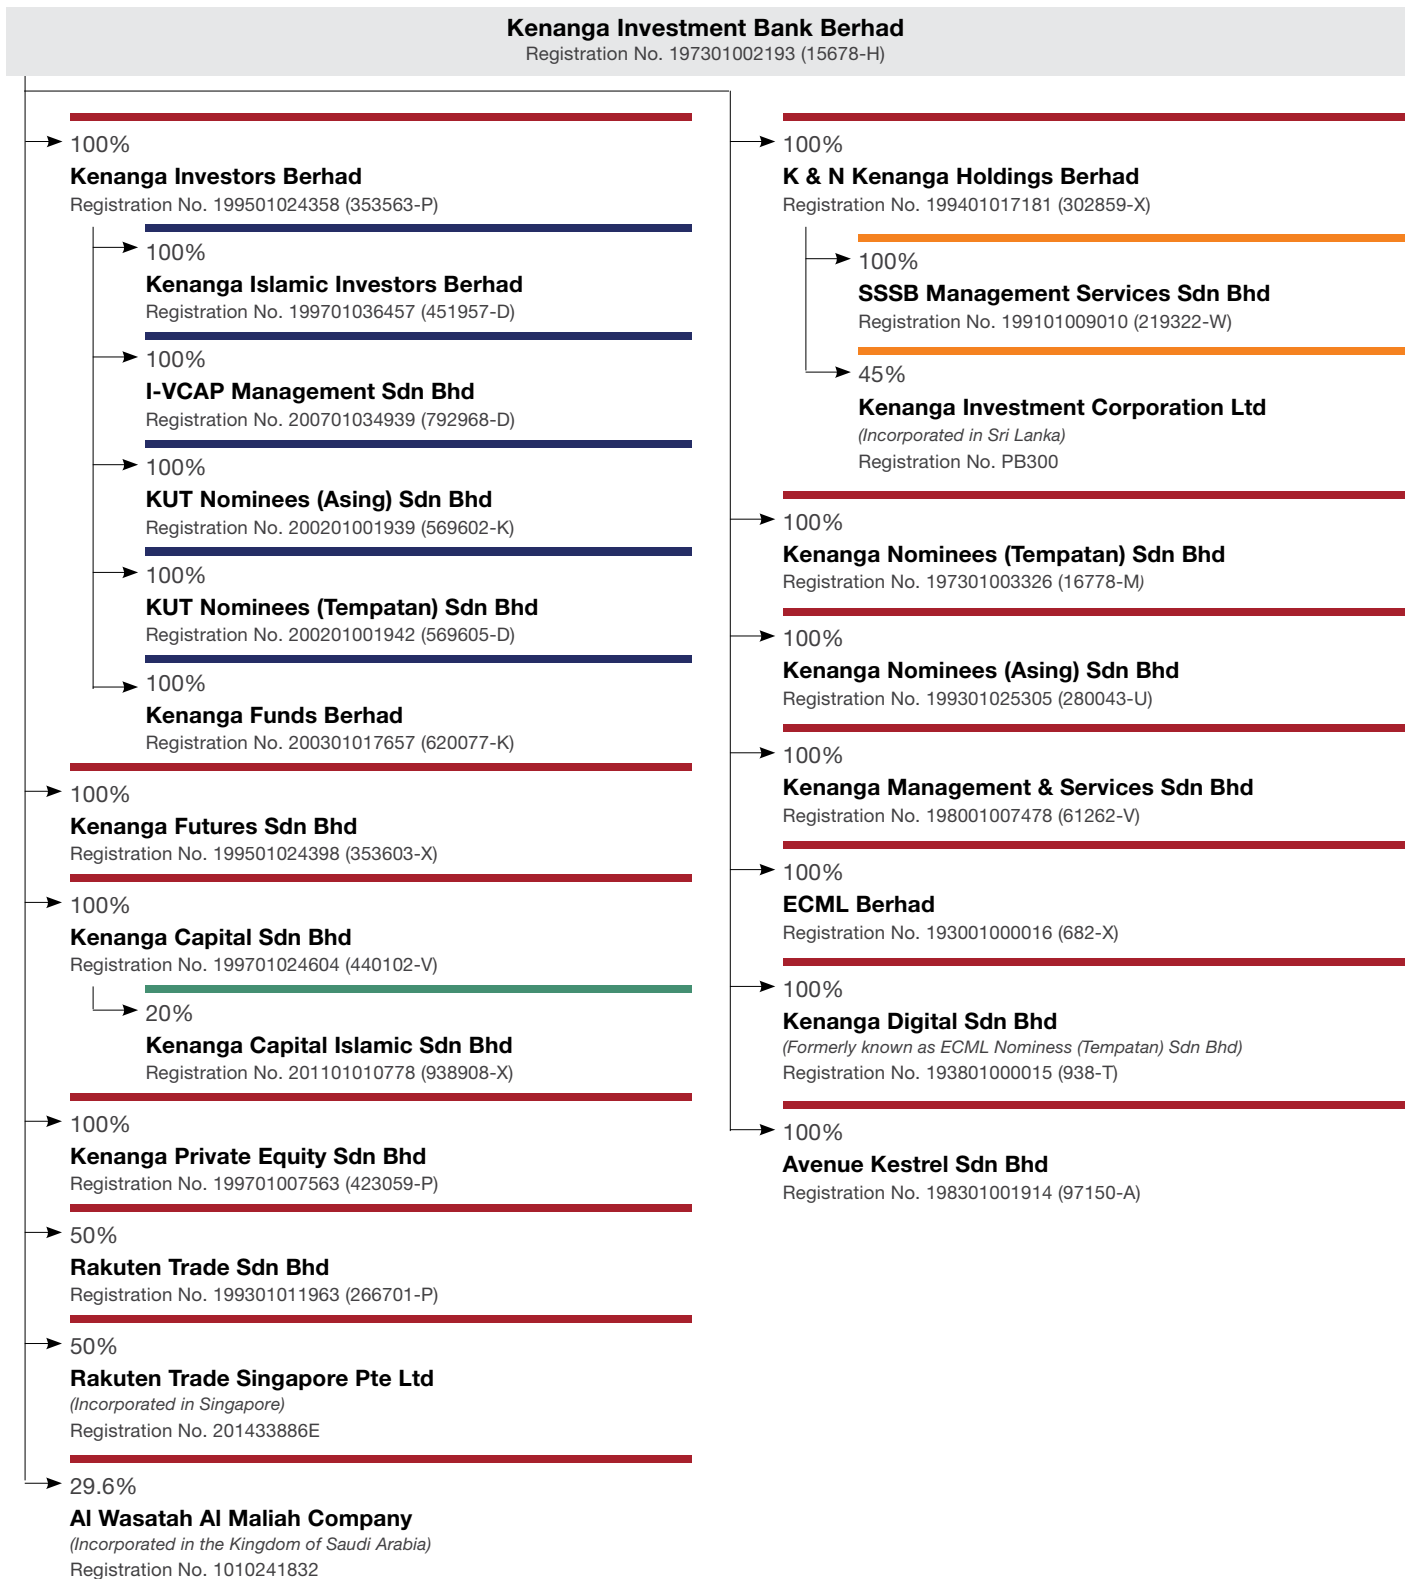 Kenanga Investment Bank Berhad
Registration No. 197301002193 (15678-H)
100%
Kenanga Investors Berhad
Registration No. 199501024358 (353563-P)
100%
Kenanga Islamic Investors Berhad
Registration No. 199701036457 (451957-D)
100%
I-VCAP Management Sdn Bhd
Registration No. 200701034939 (792968-D)
100%
KUT Nominees (Asing) Sdn Bhd
Registration No. 200201001939 (569602-K)
100%
KUT Nominees (Tempatan) Sdn Bhd
Registration No. 200201001942 (569605-D)
100%
Kenanga Funds Berhad
Registration No. 200301017657 (620077-K)
100%
Kenanga Futures Sdn Bhd
Registration No. 199501024398 (353603-X)
100%
Kenanga Capital Sdn Bhd
Registration No. 199701024604 (440102-V)
20%
Kenanga Capital Islamic Sdn Bhd
Registration No. 201101010778 (938908-X)
100%
Kenanga Private Equity Sdn Bhd
Registration No. 199701007563 (423059-P)
50%
Rakuten Trade Sdn Bhd
Registration No. 199301011963 (266701-P)
50%
Rakuten Trade Singapore Pte Ltd
(Incorporated in Singapore)
Registration No. 201433886E
29.6%
Al Wasatah Al Maliah Company
(Incorporated in the Kingdom of Saudi Arabia)
Registration No. 1010241832
100%
K & N Kenanga Holdings Berhad
Registration No. 199401017181 (302859-X)
100%
SSSB Management Services Sdn Bhd
Registration No. 199101009010 (219322-W)
45%
Kenanga Investment Corporation Ltd
(Incorporated in Sri Lanka)
Registration No. PB300
100%
Kenanga Nominees (Tempatan) Sdn Bhd
Registration No. 197301003326 (16778-M)
100%
Kenanga Nominees (Asing) Sdn Bhd
Registration No. 199301025305 (280043-U)
100%
Kenanga Management & Services Sdn Bhd
Registration No. 198001007478 (61262-V)
100%
ECML Berhad
Registration No. 193001000016 (682-X)
100%
Kenanga Digital Sdn Bhd
(Formerly known as ECML Nominess (Tempatan) Sdn Bhd)
Registration No. 193801000015 (938-T)
100%
Avenue Kestrel Sdn Bhd
Registration No. 198301001914 (97150-A)